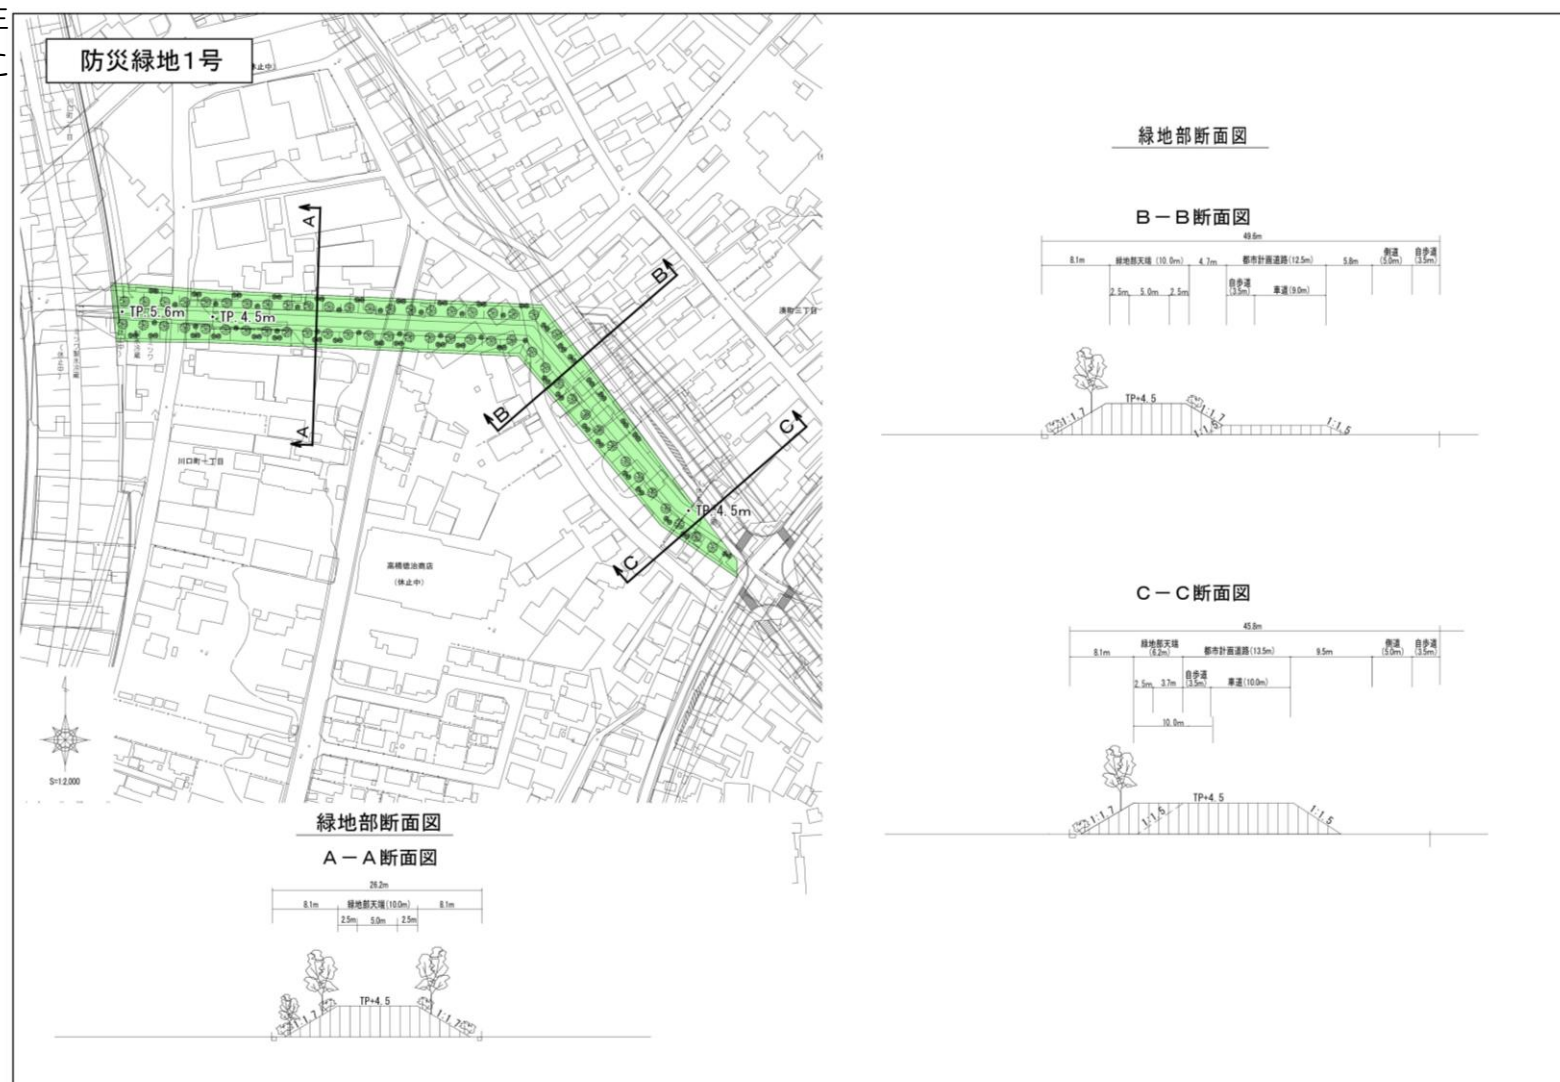 防災緑地1号
休止中)
A
B
湊町三丁目
TP.5.6m
TP.4.5m
B
C
A
川口町一丁目
TP.4.5m
高橋徳治商店
(休止中)
C
S=1:2,000
緑地部断面図
A-A断面図
26.2m
8.1m
緑地部天端(10.0m)
8.1m
2.5m
5.0m
2.5m
TP+4.5
1:1.7
1:1.7
緑地部断面図
B-B断面図
49.6m
8.1m
緑地部天端(10.0m)
4.7m
都市計画道路(12.5m)
5.8m
側道
(5.0m)
自歩道
(3.5m)
2.5m
5.0m
2.5m
自歩道
(3.5m)
車道(9.0m)
TP+4.5
1:1.7
1:1.7
1:1.5
1:1.5
C-C断面図
45.8m
8.1m
緑地部天端
(6.2m)
都市計画道路(13.5m)
9.5m
側道
(5.0m)
自歩道
(3.5m)
2.5m
3.7m
自歩道
(3.5m)
車道(10.0m)
10.0m
TP+4.5
1:1.7
1:1.5
1:1.5